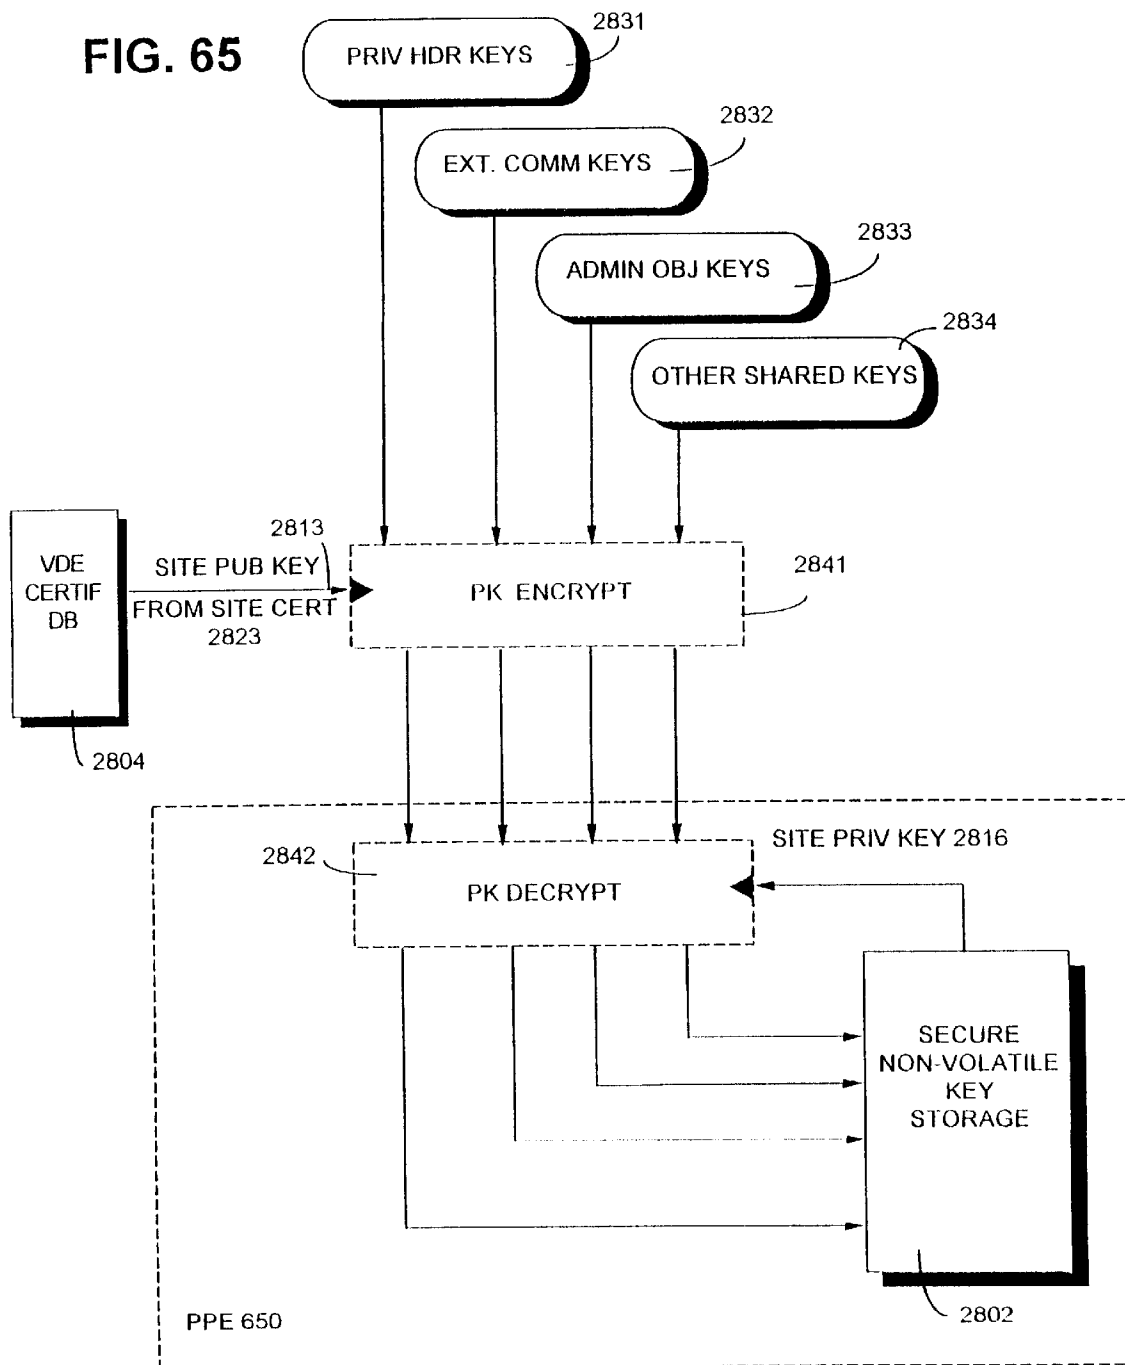 FIG. 65
2831
PRIV HDR KEYS
2832
EXT. COMM KEYS
2833
ADMIN OBJ KEYS
2834
OTHER SHARED KEYS
2813
VDE
CERTIF
DB
SITE PUB KEY
FROM SITE CERT
2823
PK ENCRYPT
2841
2804
2842
SITE PRIV KEY 2816
PK DECRYPT
SECURE
NON-VOLATILE
KEY
STORAGE
PPE 650
2802